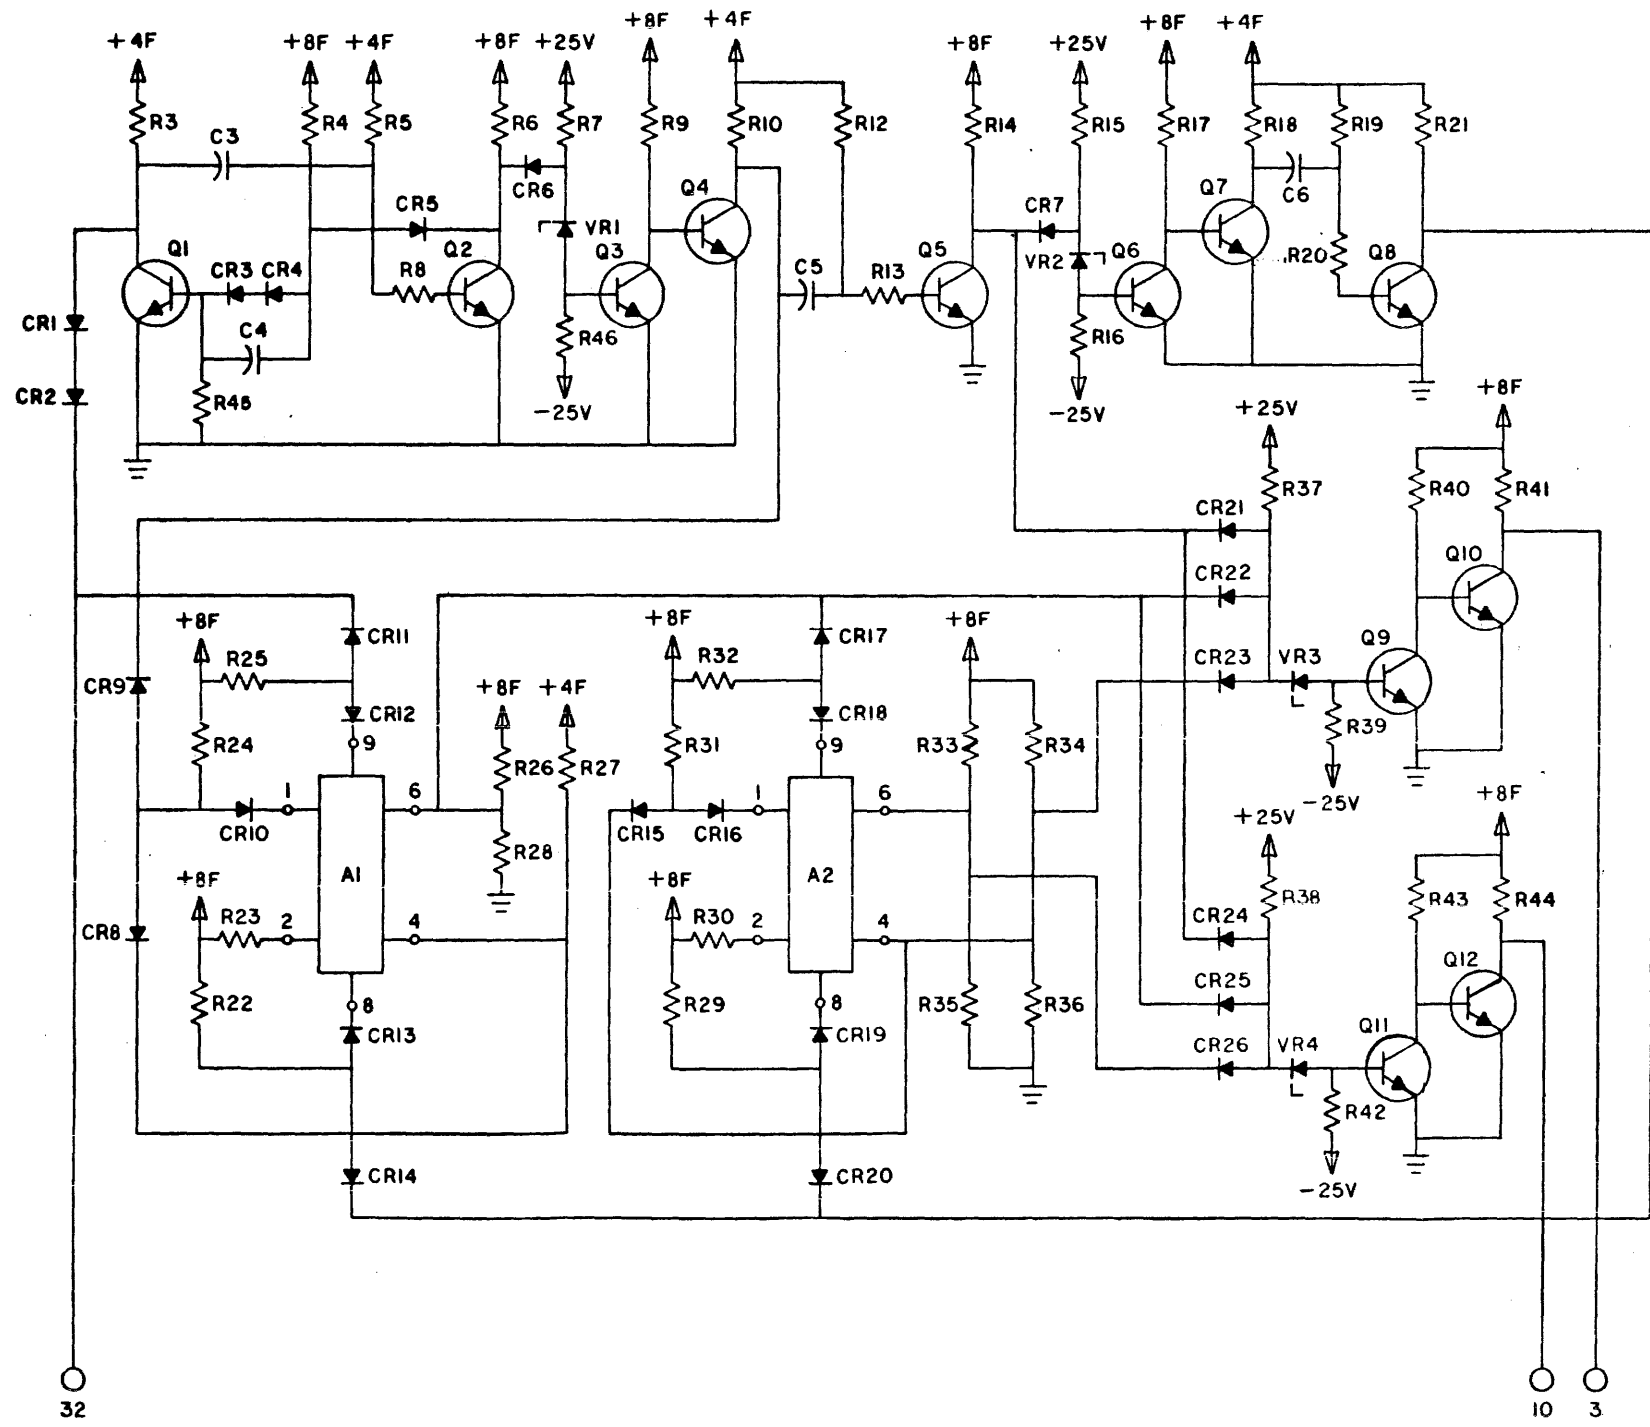 +8F +4F +8F +4F
+4F +8F +4F +8F +25V +8F +25V
R3 C3 R4 R5 R6 R7 R9 R10 R12 R14 R15 R17 R18 R19 R21
CR6 C6
CR5 Q4 CR7 Q7
Q1 Q2 VR1 Q3 Q5 VR2 Q6 R20 Q8
CR3 CR4 R8 C5 R13
CR1 C4 R46 R16
CR2 R45 -25V -25V +8F
+25V
R37 R40 R41
CR21
CR22 Q10
+8F +8F +8F
CR11 CR17 Q9
R25 R32 CR23 VR3
CR9 +8F +4F
CR12 CR18 R39
R24 9 R31 9 R33 R34
R26 R27
1 6 1 6 -25V +8F
CR10 CR15 CR16 +25V
R28
+8F A1 +8F A2
R38 R43 R44
R23 2 4 R30 2 4 CR24
CR8
Q12
CR25
R22 8 R29 8 R35 R36
CR13 CR19 CR26 VR4 Q11
R42
CR14 CR20
-25V
32 10 3